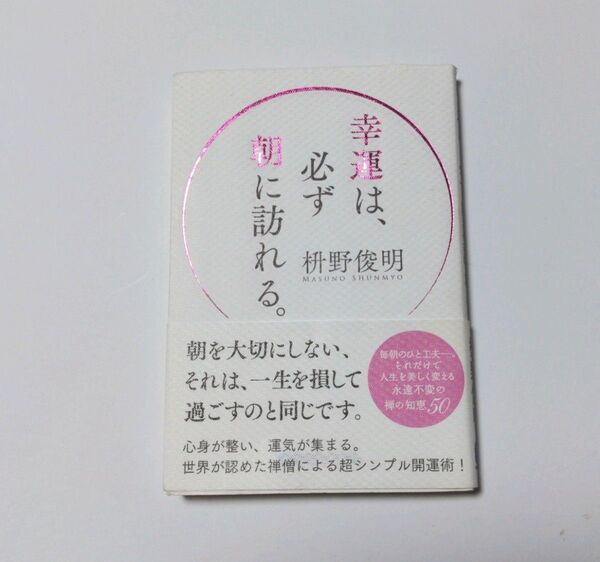 幸運は、
必ず
朝に訪れる。
枡野俊明
MASUNO SHUNMYO
朝を大切にしない、
それは、一生を損して
過ごすのと同じです。
毎朝のひと工夫―。
それだけで
人生を美しく変える
永遠不変の
禅の知恵50
心身が整い、運気が集まる。
世界が認めた禅僧による超シンプル開運術！